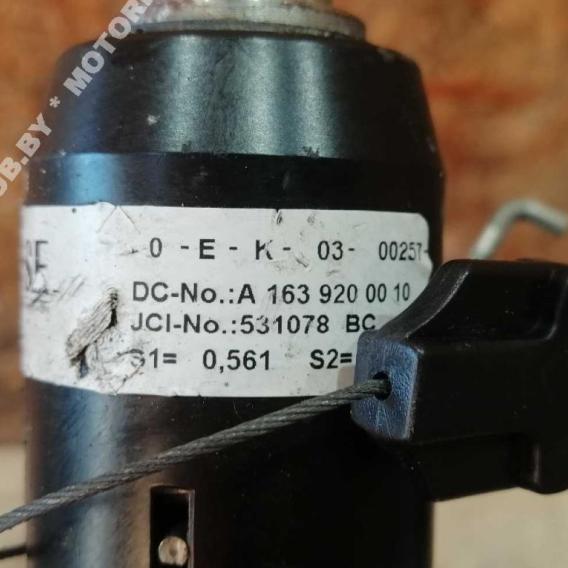 0 - E - K - 03- 00257-
DC-No.:A 163 920 00 10
JCI-No.:531078 BC
S1= 0,561 S2=